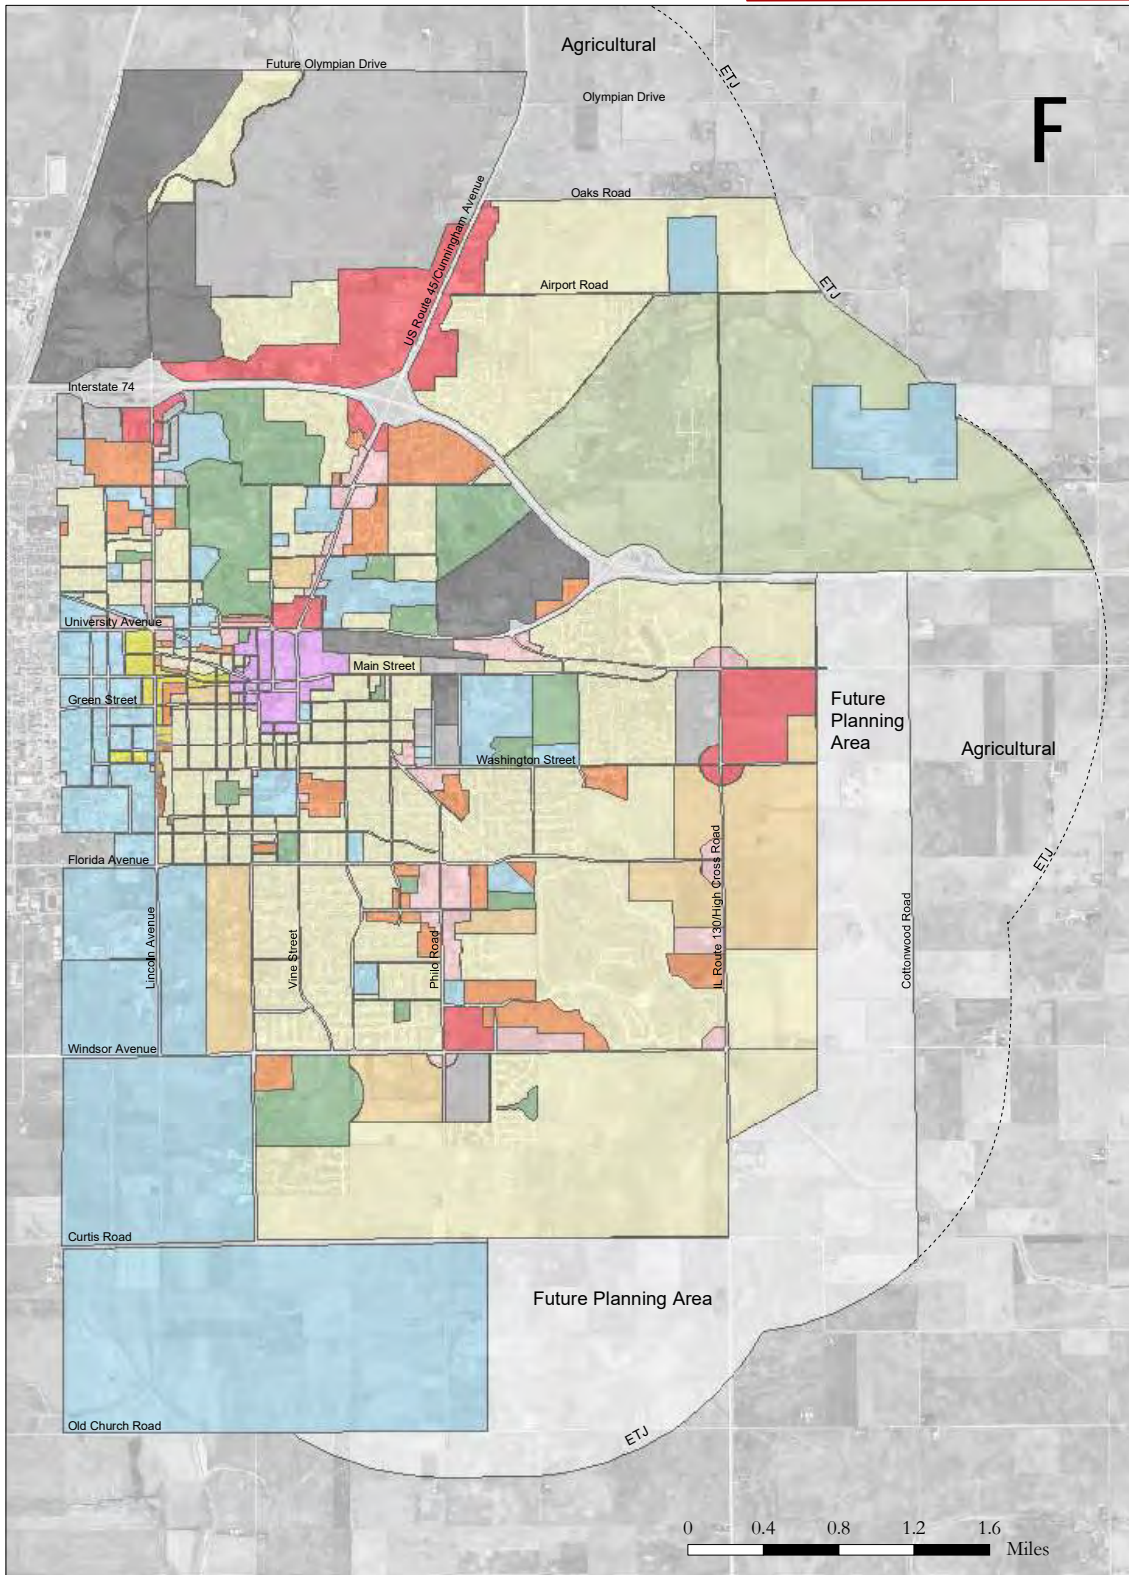 Agricultural
Future Olympian Drive
ETJ
Olympian Drive
F
US Route 45/Cunningham Avenue
Oaks Road
Airport Road
ETJ
Interstate 74
University Avenue
Main Street
Green Street
Future
Planning
Area
Agricultural
Washington Street
Florida Avenue
ETJ
Lincoln Avenue
Vine Street
Philo Road
IL Route 130/High Cross Road
Cottonwood Road
Windsor Avenue
Curtis Road
Future Planning Area
Old Church Road
ETJ
0 0.4 0.8 1.2 1.6
Miles